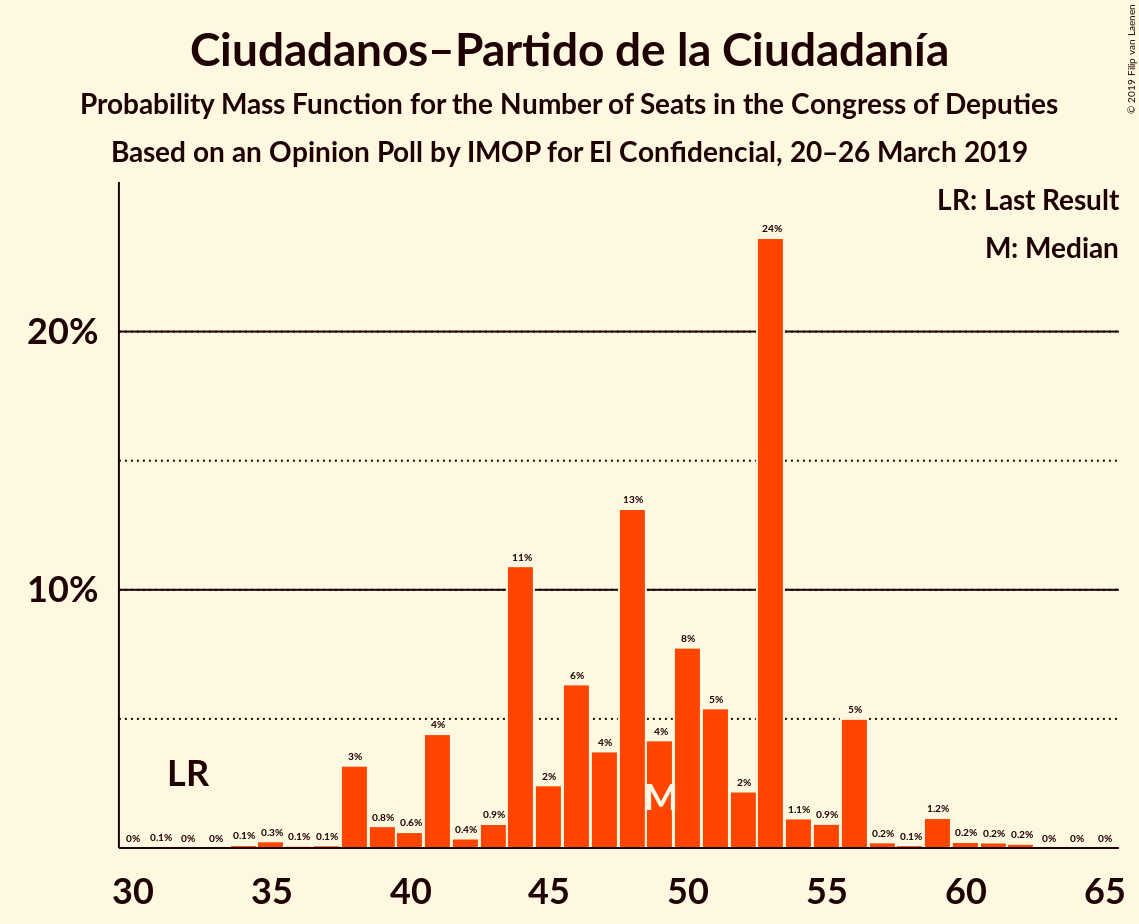 Ciudadanos–Partido de la Ciudadanía
Probability Mass Function for the Number of Seats in the Congress of Deputies
Based on an Opinion Poll by IMOP for El Confidencial, 20–26 March 2019
© 2019 Filip van Laenen
LR: Last Result
M: Median
20%
10%
LR
M
0% 0.1% 0% 0% 0.1% 0.3% 0.1% 0.1% 3% 0.8% 0.6% 4% 0.4% 0.9% 11% 2% 6% 4% 13% 4% 8% 5% 2% 24% 1.1% 0.9% 5% 0.2% 0.1% 1.2% 0.2% 0.2% 0.2% 0% 0% 0%
30 35 40 45 50 55 60 65